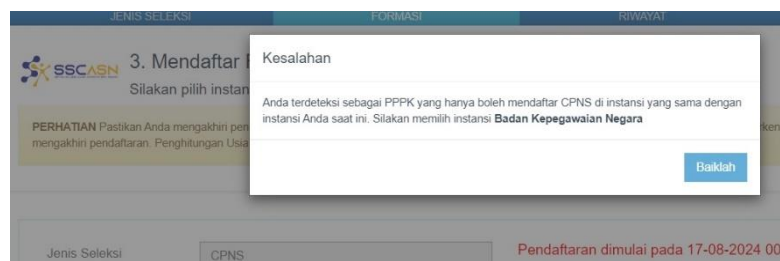 JENIS SELEKSI
FORMASI
RIWAYAT
SSCASN
3. Mendaftar
Silakan pilih instan
Kesalahan
Anda terdeteksi sebagai PPPK yang hanya boleh mendaftar CPNS di instansi yang sama dengan
instansi Anda saat ini. Silakan memilih instansi Badan Kepegawaian Negara
Baiklah
PERHATIAN Pastikan Anda mengakhiri pen
mengakhiri pendaftaran. Penghitungan Usia
Jenis Seleksi
CPNS
Pendaftaran dimulai pada 17-08-2024 00